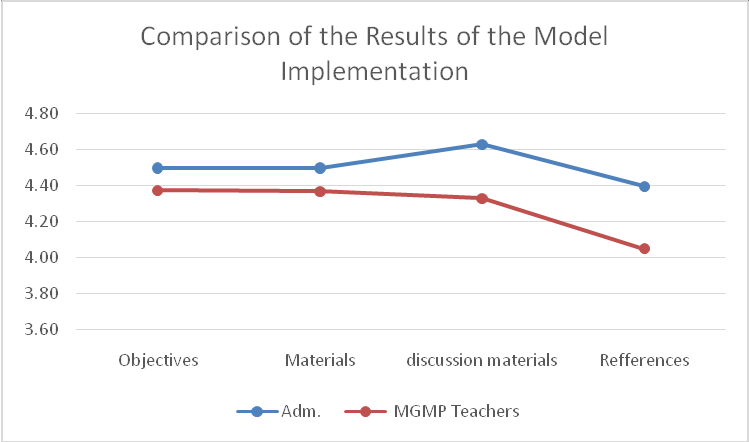 Comparison of the Results of the Model
Implementation
4.80
4.60
4.40
4.20
4.00
3.80
3.60
Objectives Materials discussion materials Refferences
Adm. MGMP Teachers